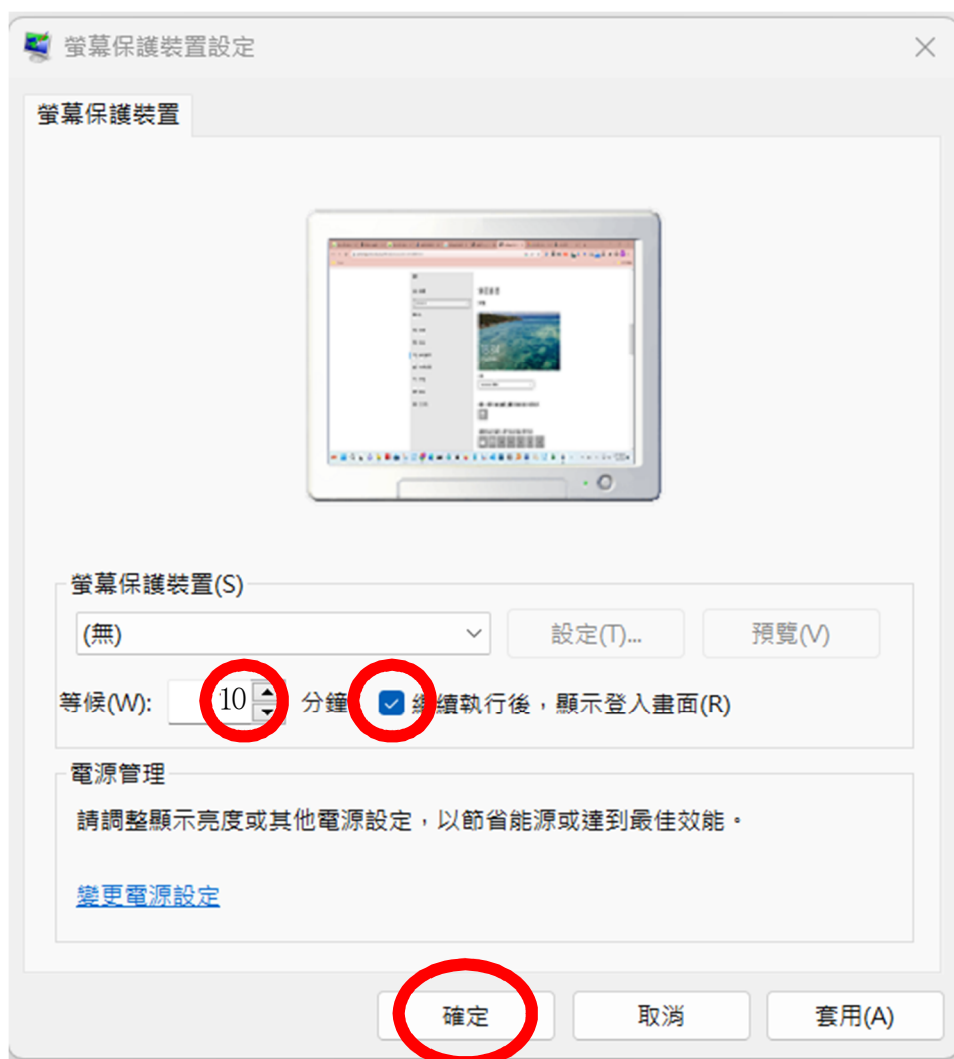 螢幕保護裝置設定
螢幕保護裝置
螢幕保護裝置(S)
(無)
設定(T)...
預覽(V)
等候(W): 10 分鐘 繼續執行後，顯示登入畫面(R)
電源管理
請調整顯示亮度或其他電源設定，以節省能源或達到最佳效能。
變更電源設定
確定
取消
套用(A)